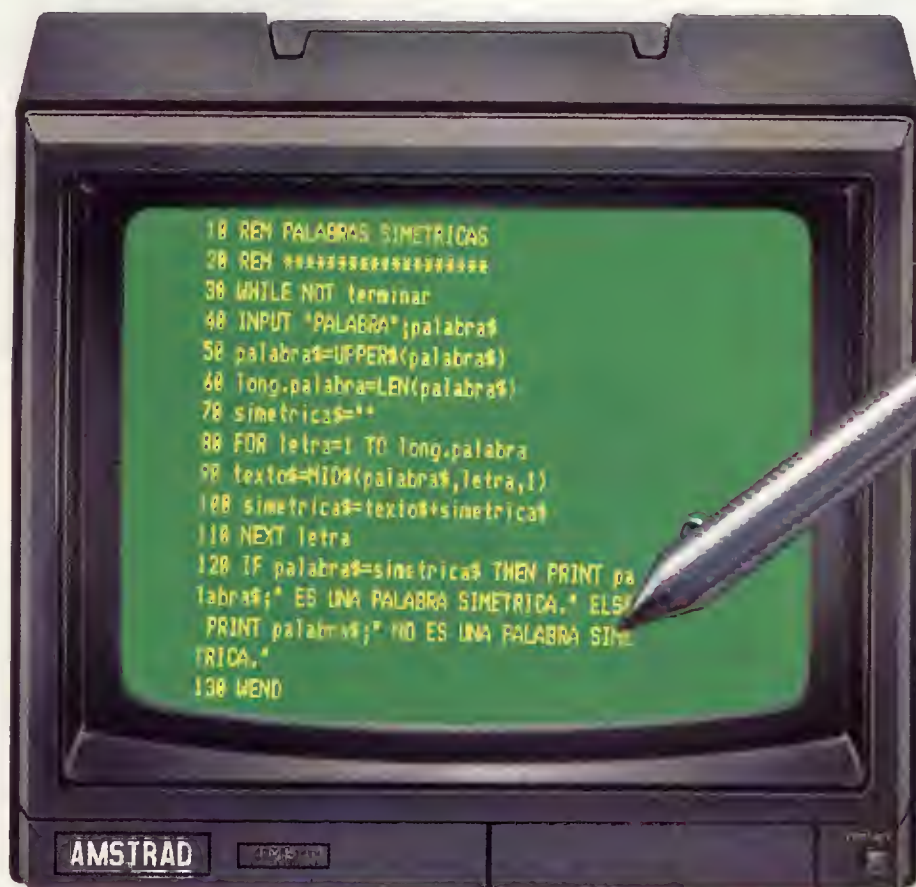 10 REM PALABRAS SIMETRICAS
20 REM ********************
30 WHILE NOT terminar
40 INPUT "PALABRA";palabra$
50 palabra$=UPPER$(palabra$)
60 long.palabra=LEN(palabra$)
70 simetrica$=""
80 FOR letra=1 TO long.palabra
90 texto$=MID$(palabra$,letra,1)
100 simetrica$=texto$+simetrica$
110 NEXT letra
120 IF palabra$=simetrica$ THEN PRINT pa
labra$;" ES UNA PALABRA SIMETRICA." ELS
PRINT palabra$;" NO ES UNA PALABRA SIME
TRICA."
130 WEND
AMSTRAD